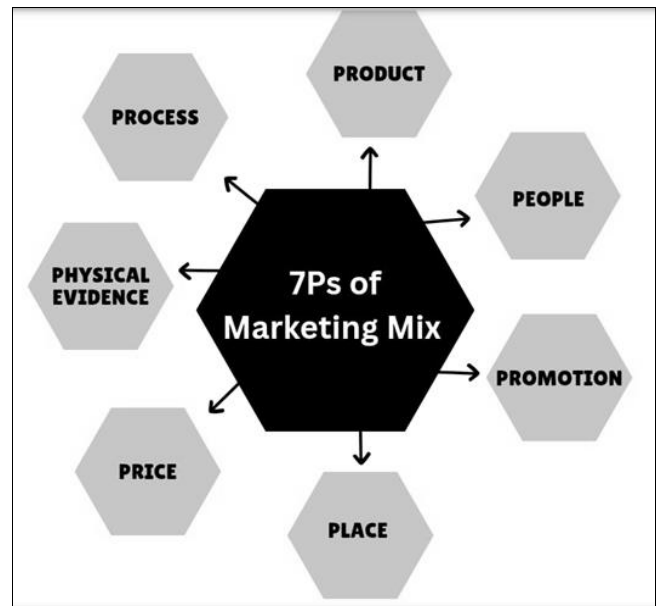 PRODUCT
PROCESS
PEOPLE
PHYSICAL
EVIDENCE
7Ps of
Marketing Mix
PROMOTION
PRICE
PLACE